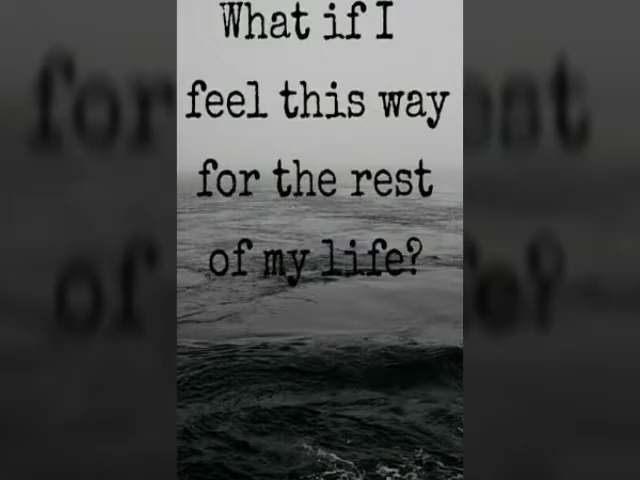 What if I
feel this way
for the rest
of my life?